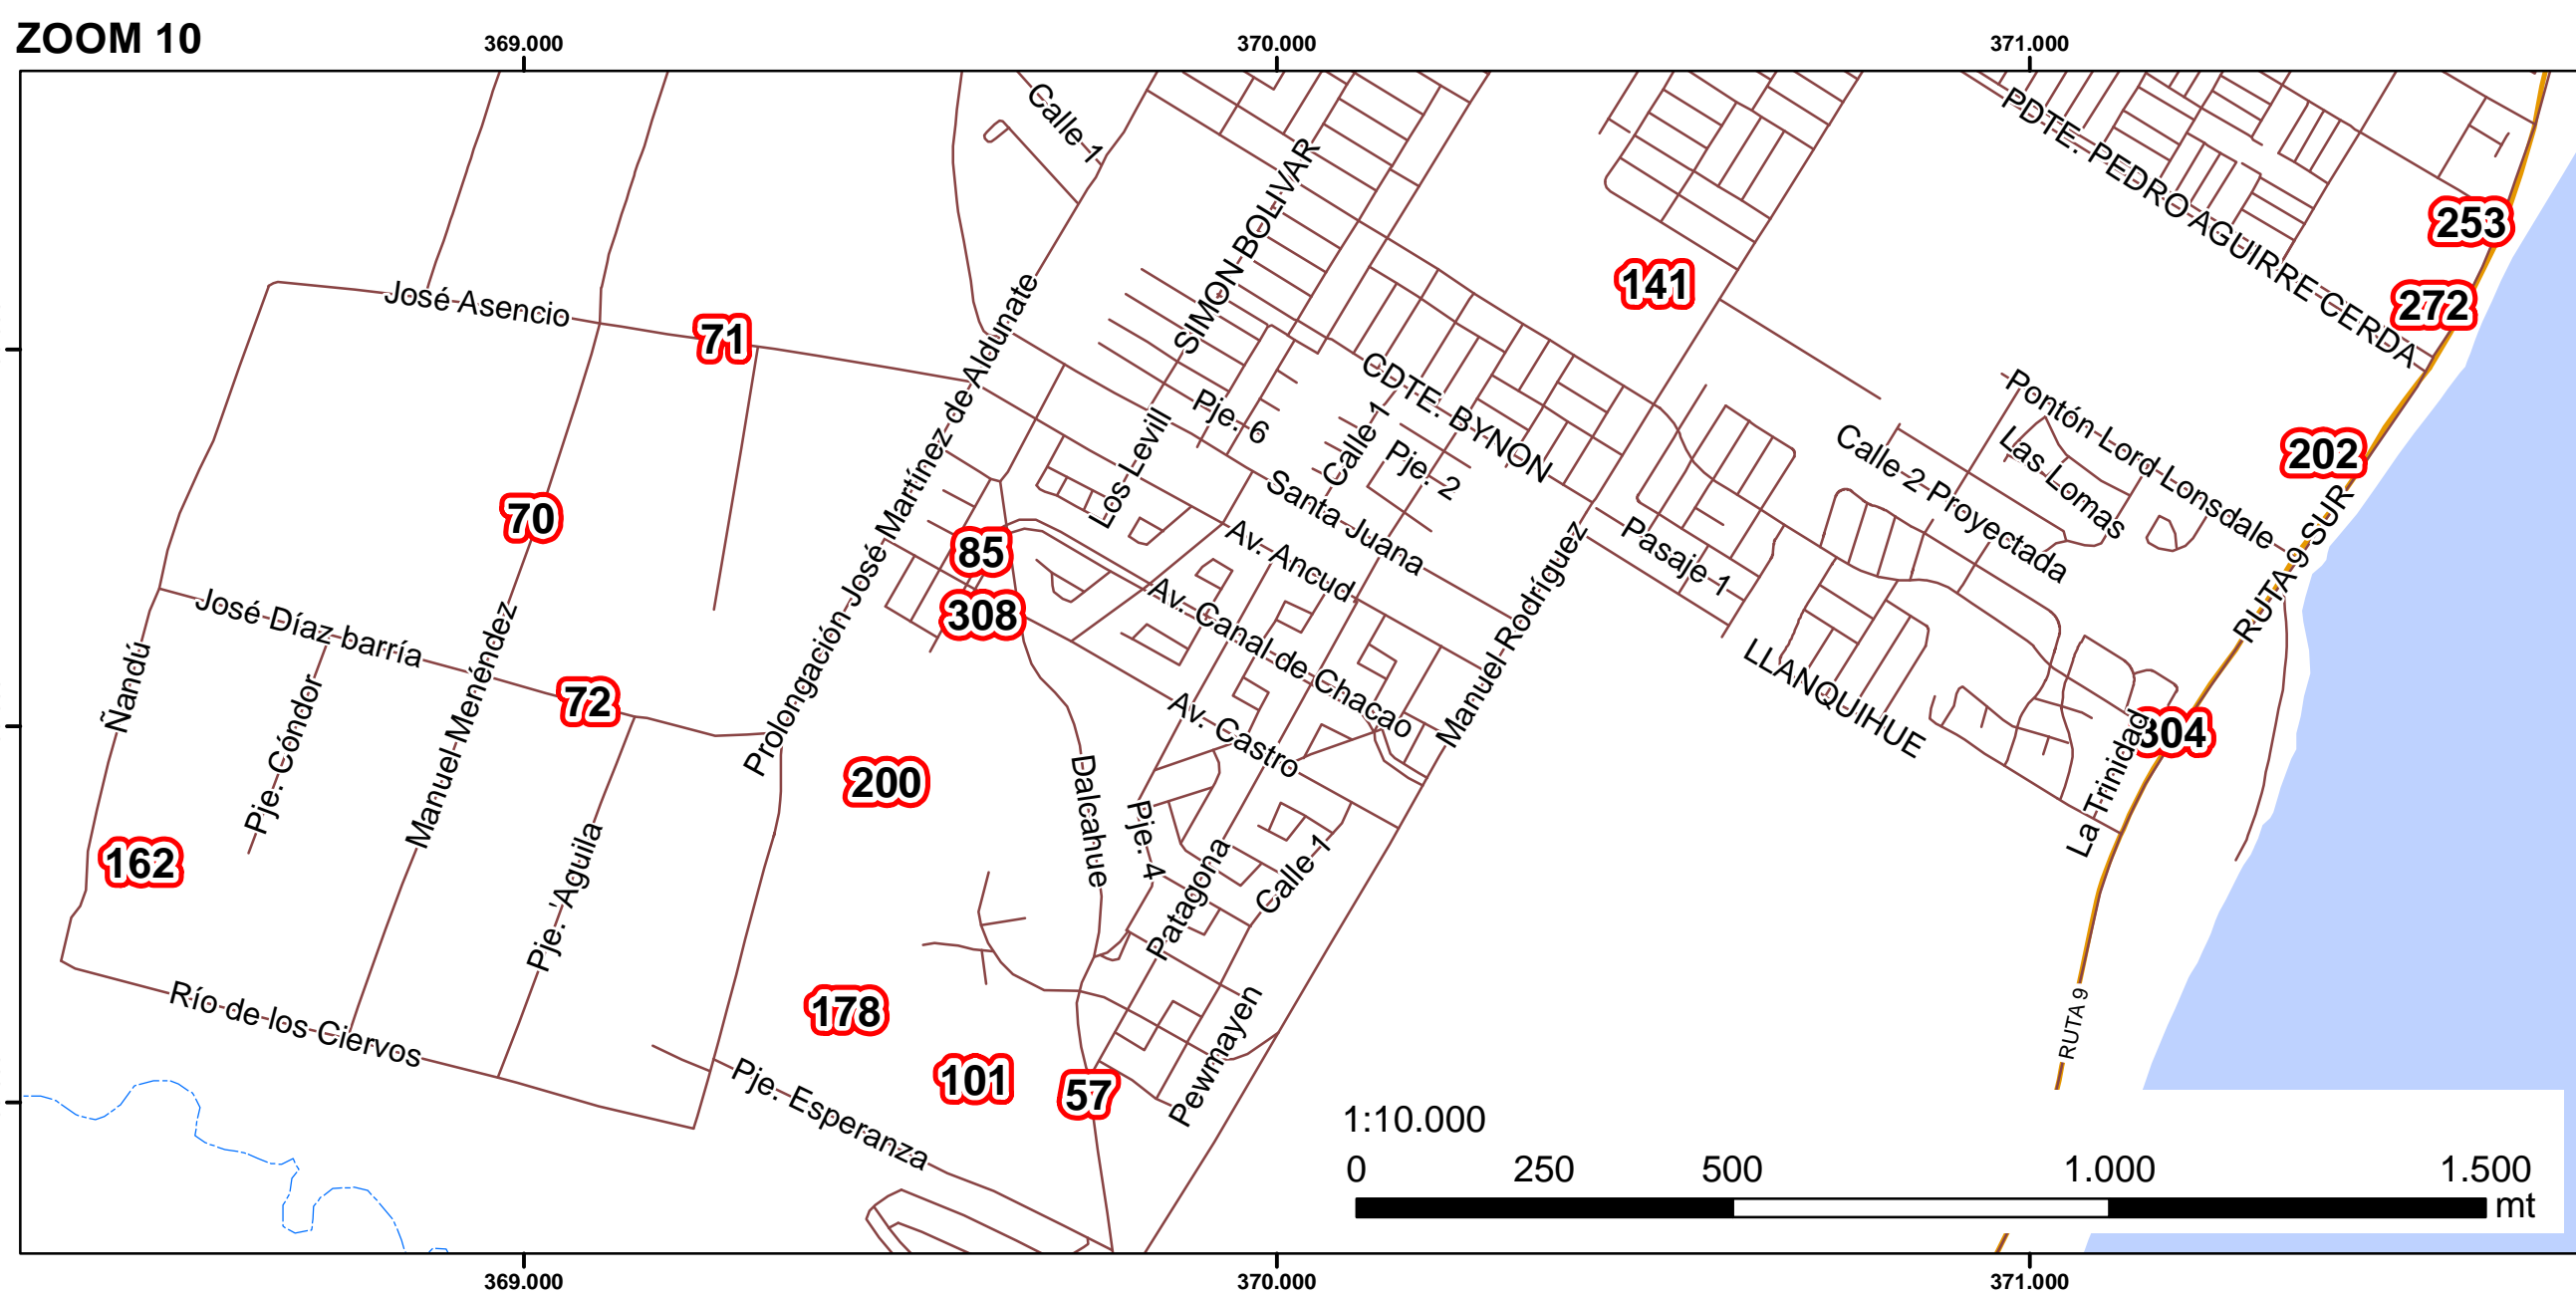 ZOOM 10
369.000
370.000
371.000
Calle 1
PDTE. PEDRO AGUIRRE CERDA
SIMON BOLIVAR
253
141
272
José Asencio
71
Prolongación José Martínez de Aldunate
CDTE. BYNON
Pje. 6
Calle 1
Pje. 2
Los Levill
Pontón Lord Lonsdale
Las Lomas
Calle 2 Proyectada
202
RUTA 9 SUR
70
85
308
Santa Juana
Av. Ancud
Pasaje 1
Av. Canal de Chacao
Manuel Rodríguez
José Díaz barría
Ñandú
Pje. Cóndor
Manuel Menéndez
72
LLANQUIHUE
304
La Trinidad
Av. Castro
200
Dalcahue
Pje. 4
Patagona
Calle 1
162
Pje. 'Aguila
Río de los Ciervos
178
101
57
Pewmayen
Pje. Esperanza
RUTA 9
1:10.000
0 250 500 1.000 1.500
mt
369.000
370.000
371.000